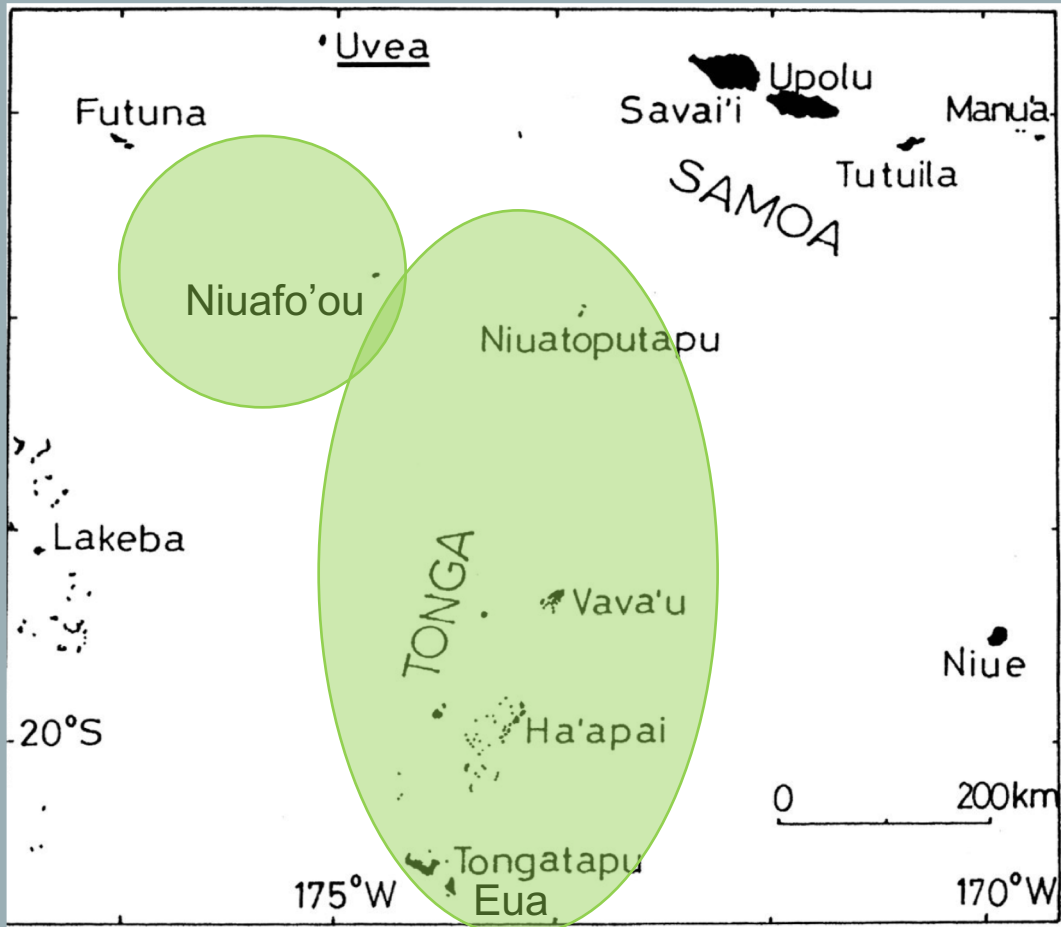 Uvea
Upolu
Futuna
Savai'i
Manu'a
Tutuila
SAMOA
Niuafo’ou
Niuatoputapu
Lakeba
TONGA
Vava'u
Niue
20°S
Ha'apai
0 200km
Tongatapu
175°W
170°W
Eua